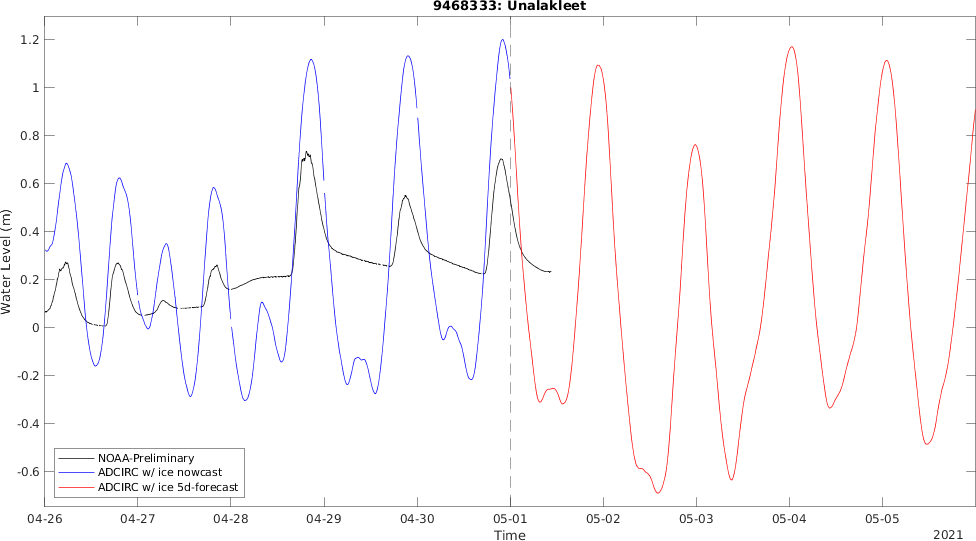 9468333: Unalakleet
1.2
1
0.8
0.6
0.4
0.2
0
-0.2
-0.4
-0.6
Water Level (m)
NOAA-Preliminary
ADCIRC w/ ice nowcast
ADCIRC w/ ice 5d-forecast
04-26 04-27 04-28 04-29 04-30 05-01 05-02 05-03 05-04 05-05
Time
2021